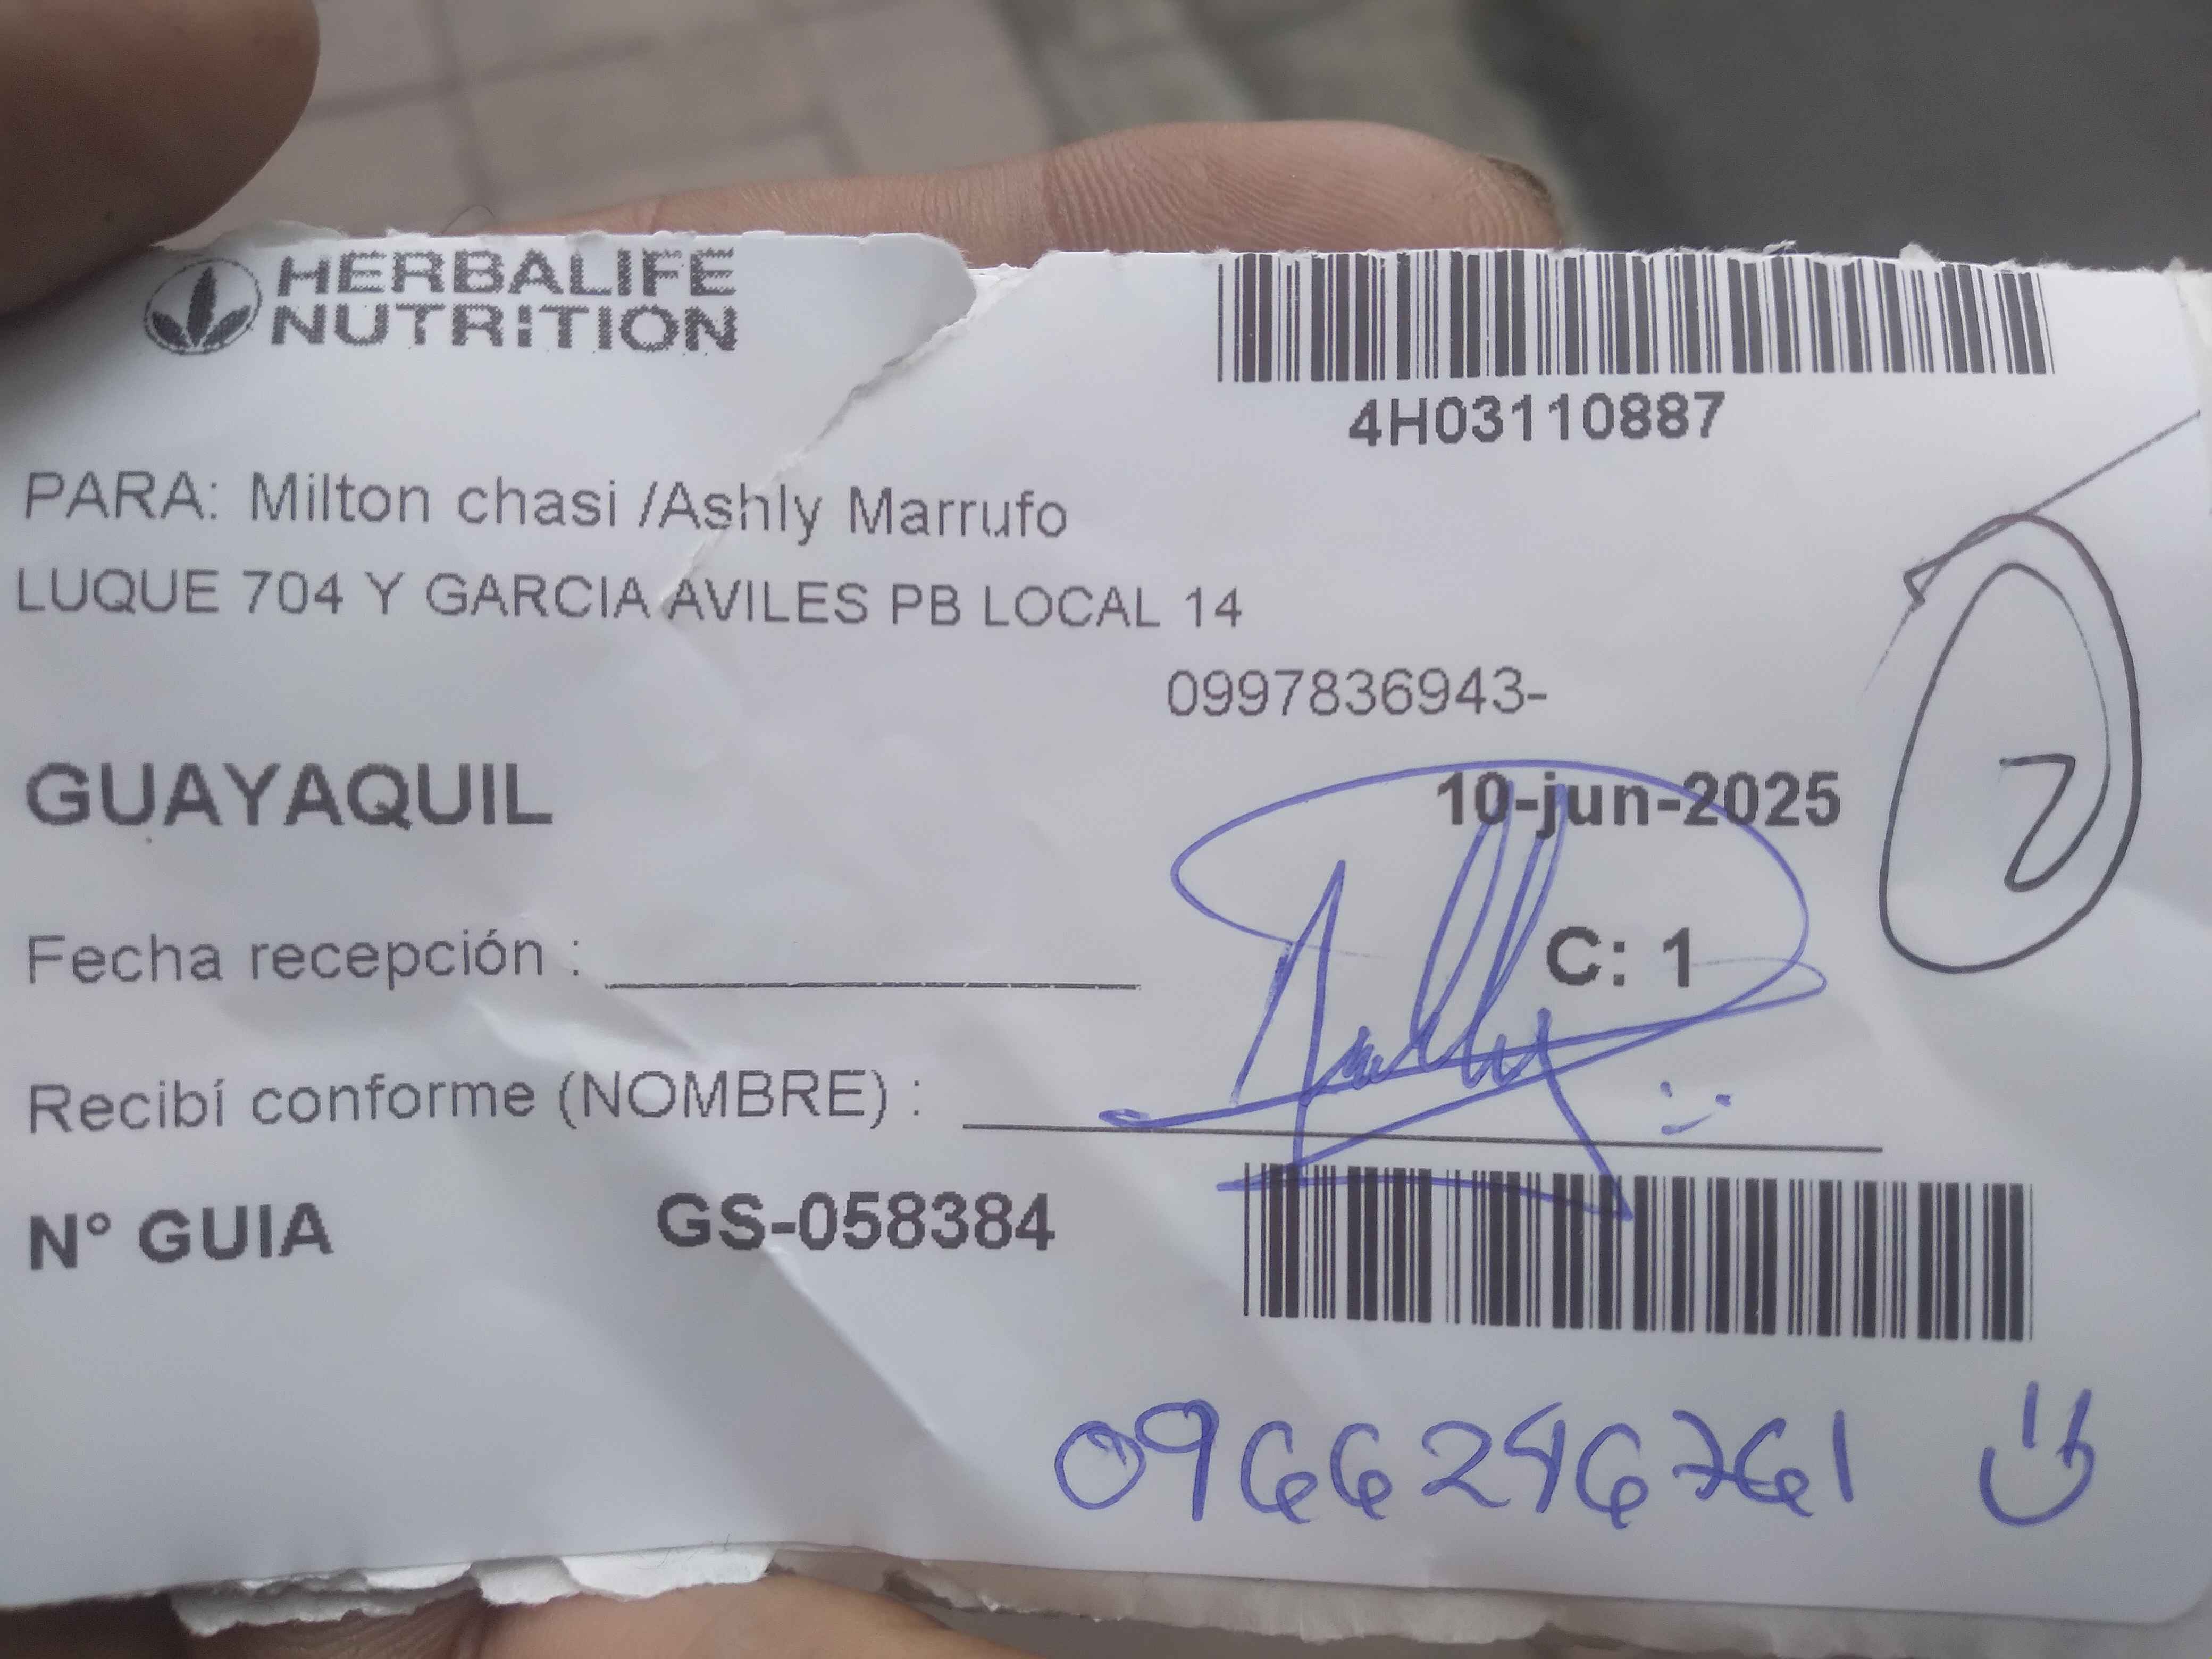 HERBALIFE
NUTRITION
4H03110887
PARA: Milton chasi /Ashly Marrufo
LUQUE 704 Y GARCIA AVILES PB LOCAL 14
0997836943-
GUAYAQUIL
10-jun-2025
7
Fecha recepción :
C: 1
Recibí conforme (NOMBRE) :
N° GUIA GS-058384
0966296761